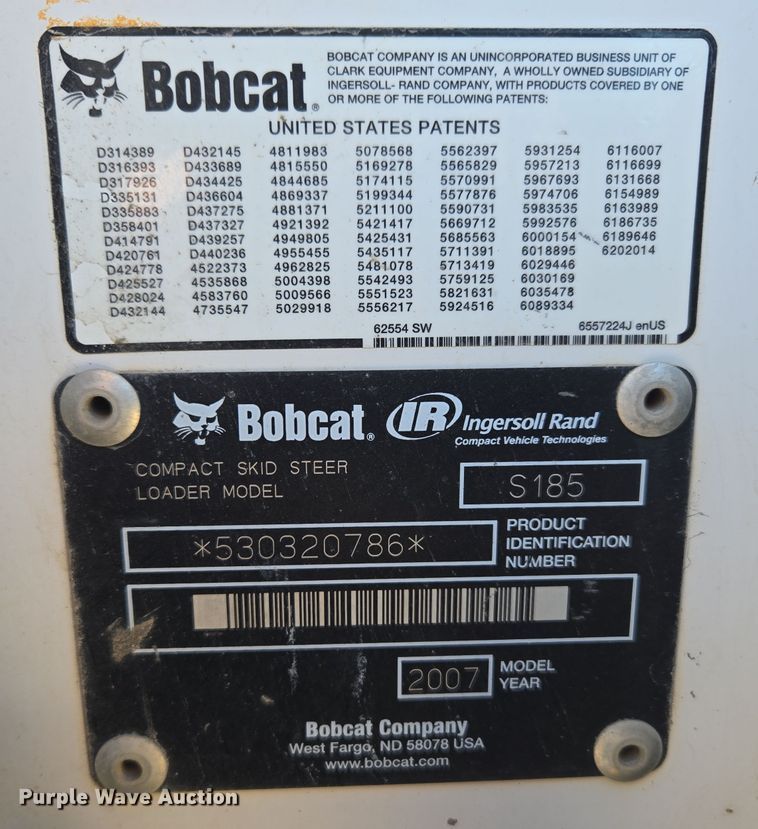 Bobcat®
BOBCAT COMPANY IS AN UNINCORPORATED BUSINESS UNIT OF
CLARK EQUIPMENT COMPANY, A WHOLLY OWNED SUBSIDIARY OF
INGERSOLL- RAND COMPANY, WITH PRODUCTS COVERED BY ONE
OR MORE OF THE FOLLOWING PATENTS:
UNITED STATES PATENTS
D314389 D432145 4811983 5078568 5562397 5931254 6116007
D316393 D433689 4815550 5169278 5565829 5957213 6116699
D317926 D434425 4844685 5174115 5570991 5967693 6131668
D335131 D436604 4869337 5199344 5577876 5974706 6154989
D335883 D437275 4881371 5211100 5590731 5983535 6163989
D358401 D437327 4921392 5421417 5669712 5992576 6186735
D414791 D439257 4949805 5425431 5685563 6000154 6189646
D420761 D440236 4955455 5435117 5711391 6018895 6202014
D424778 4522373 4962825 5481078 5713419 6029446
D425527 4535868 5004398 5542493 5759125 6030169
D428024 4583760 5009566 5551523 5821631 6035478
D432144 4735547 5029918 5556217 5924516 6089334
62554 SW 6557224J enUS
Bobcat® IR Ingersoll Rand
Compact Vehicle Technologies
COMPACT SKID STEER
LOADER MODEL
S185
*530320786*
PRODUCT
IDENTIFICATION
NUMBER
2007
MODEL
YEAR
Bobcat Company
West Fargo, ND 58078 USA
www.bobcat.com
Purple Wave Auction